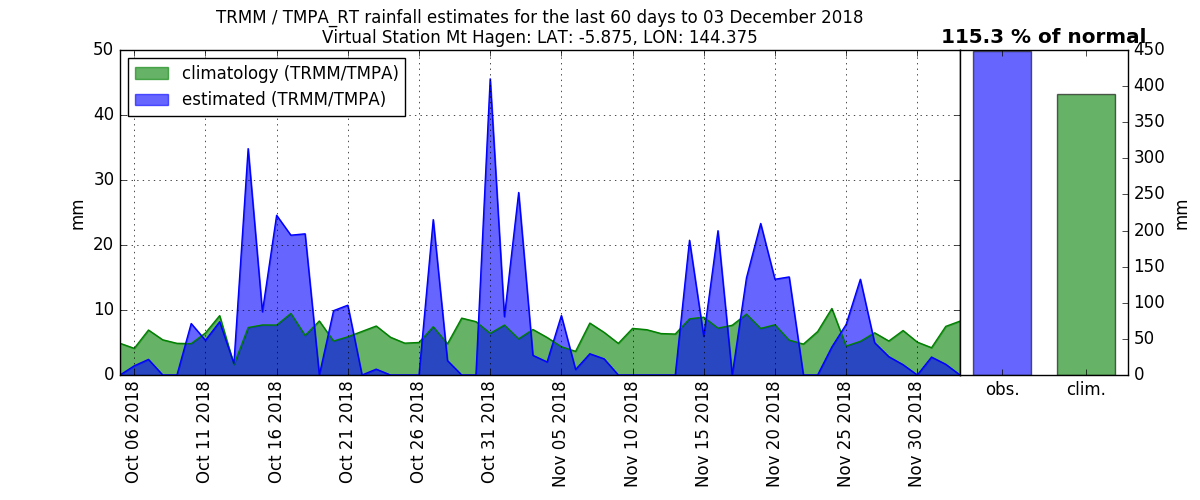 TRMM / TMPA_RT rainfall estimates for the last 60 days to 03 December 2018
Virtual Station Mt Hagen: LAT: -5.875, LON: 144.375
115.3 % of normal
climatology (TRMM/TMPA)
estimated (TRMM/TMPA)
mm
50
40
30
20
10
0
Oct 06 2018
Oct 11 2018
Oct 16 2018
Oct 21 2018
Oct 26 2018
Oct 31 2018
Nov 05 2018
Nov 10 2018
Nov 15 2018
Nov 20 2018
Nov 25 2018
Nov 30 2018
obs.
clim.
450
400
350
300
250
200
150
100
50
0
mm